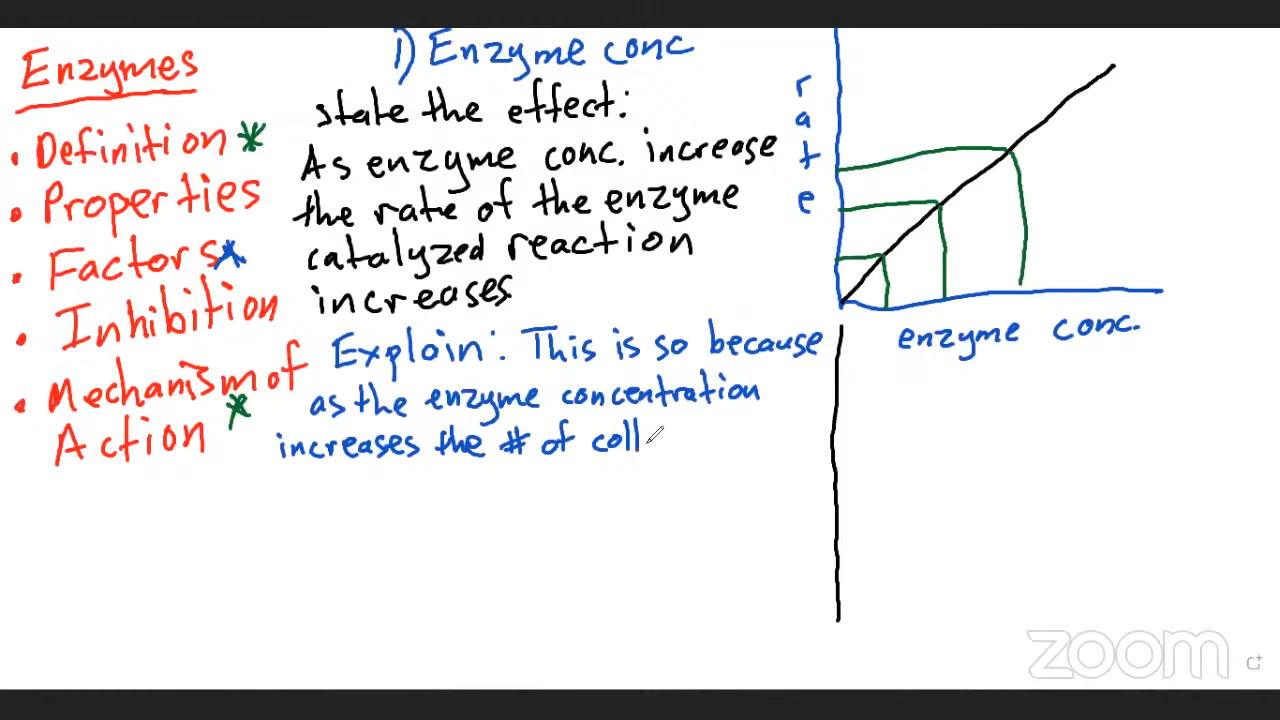 Enzymes
• Definition *
• Properties
• Factors *
• Inhibition
• Mechanism of
Action *
i) Enzyme conc
state the effect:
As enzyme conc. increase
the rate of the enzyme
catalyzed reaction
increases.
Explain: This is so because
as the enzyme concentration
increases the # of coll
rate
enzyme conc.
zoom